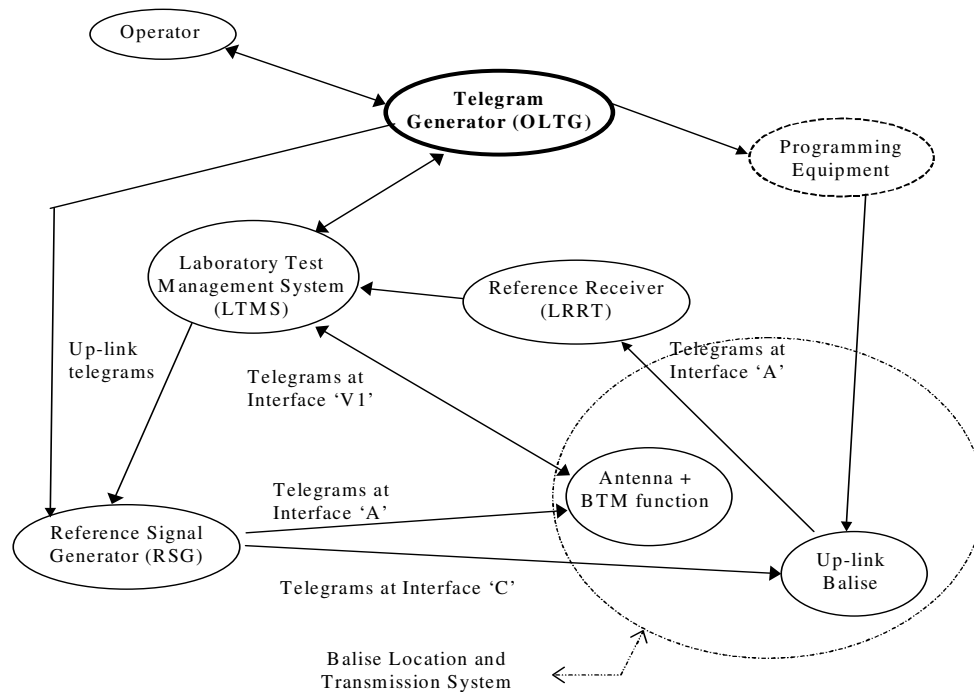 Operator
Telegram
Generator (OLTG)
Programming
Equipment
Laboratory Test
Management System
(LTMS)
Reference Receiver
(LRRT)
Up-link
telegrams
Telegrams at
Interface ‘V1’
Telegrams at
Interface ‘A’
Antenna +
BTM function
Telegrams at
Interface ‘A’
Reference Signal
Generator (RSG)
Up-link
Balise
Telegrams at Interface ‘C’
Balise Location and
Transmission System